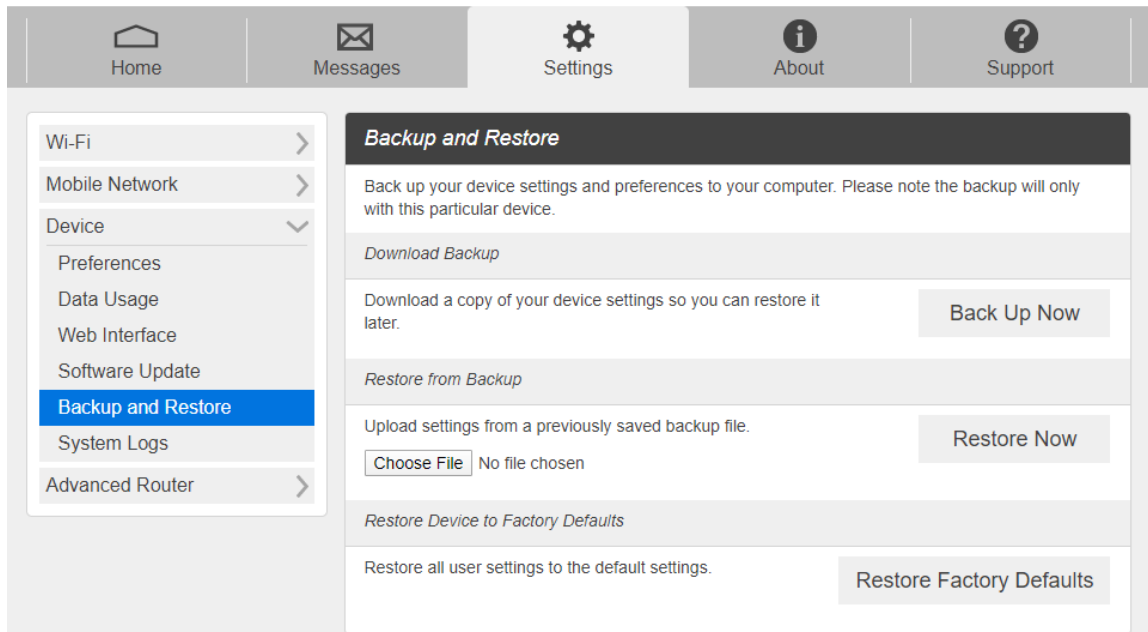 Home
Messages
Settings
About
Support
Wi-Fi
Mobile Network
Device
Preferences
Data Usage
Web Interface
Software Update
Backup and Restore
System Logs
Advanced Router
Backup and Restore
Back up your device settings and preferences to your computer. Please note the backup will only
with this particular device.
Download Backup
Download a copy of your device settings so you can restore it
later.
Back Up Now
Restore from Backup
Upload settings from a previously saved backup file.
Choose File No file chosen
Restore Now
Restore Device to Factory Defaults
Restore all user settings to the default settings.
Restore Factory Defaults